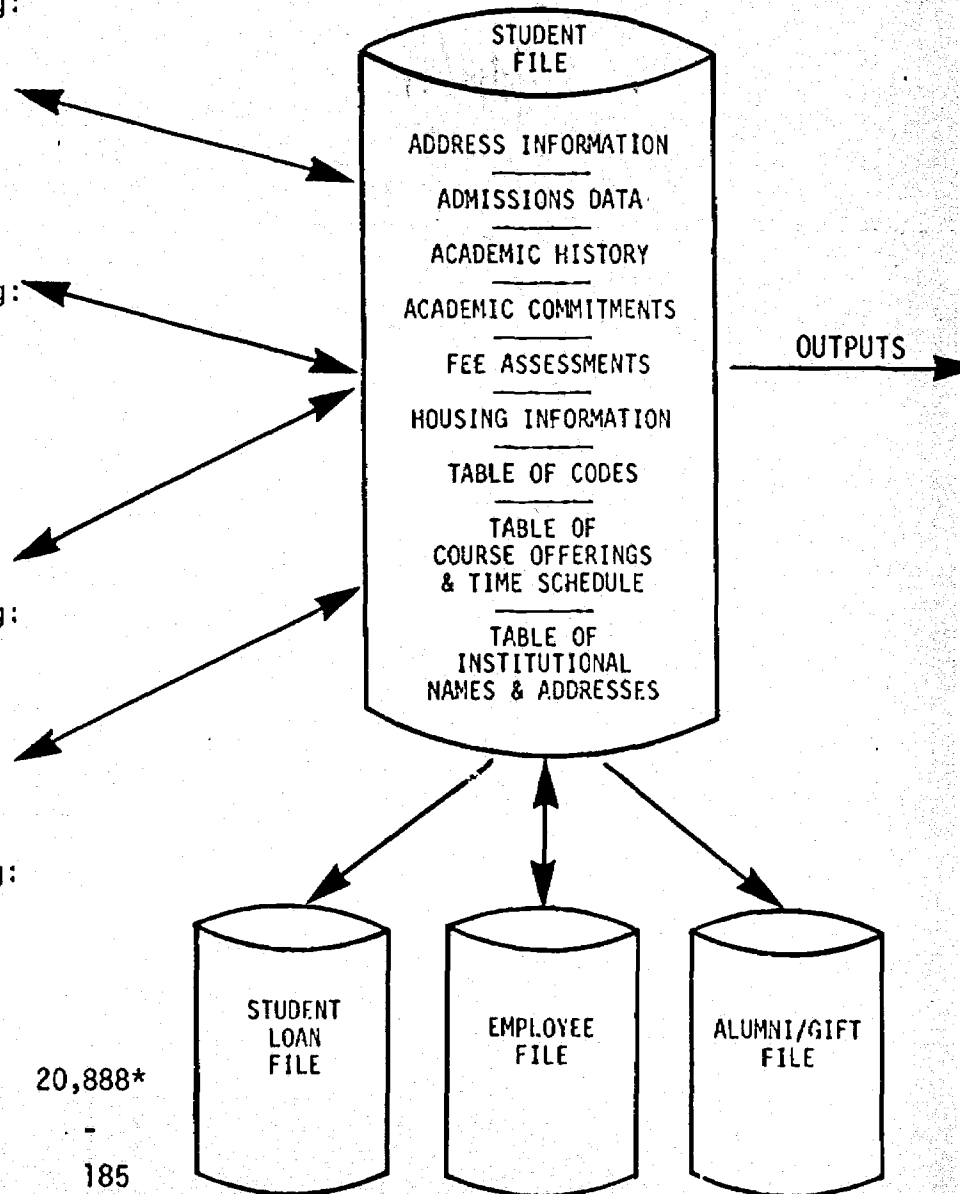 g:
STUDENT
FILE
ADDRESS INFORMATION
ADMISSIONS DATA
ACADEMIC HISTORY
g:
ACADEMIC COMMITMENTS
OUTPUTS
FEE ASSESSMENTS
HOUSING INFORMATION
TABLE OF CODES
TABLE OF
COURSE OFFERINGS
& TIME SCHEDULE
g:
TABLE OF
INSTITUTIONAL
NAMES & ADDRESSES
g:
STUDENT
LOAN
FILE
EMPLOYEE
FILE
ALUMNI/GIFT
FILE
20,888*
-
185